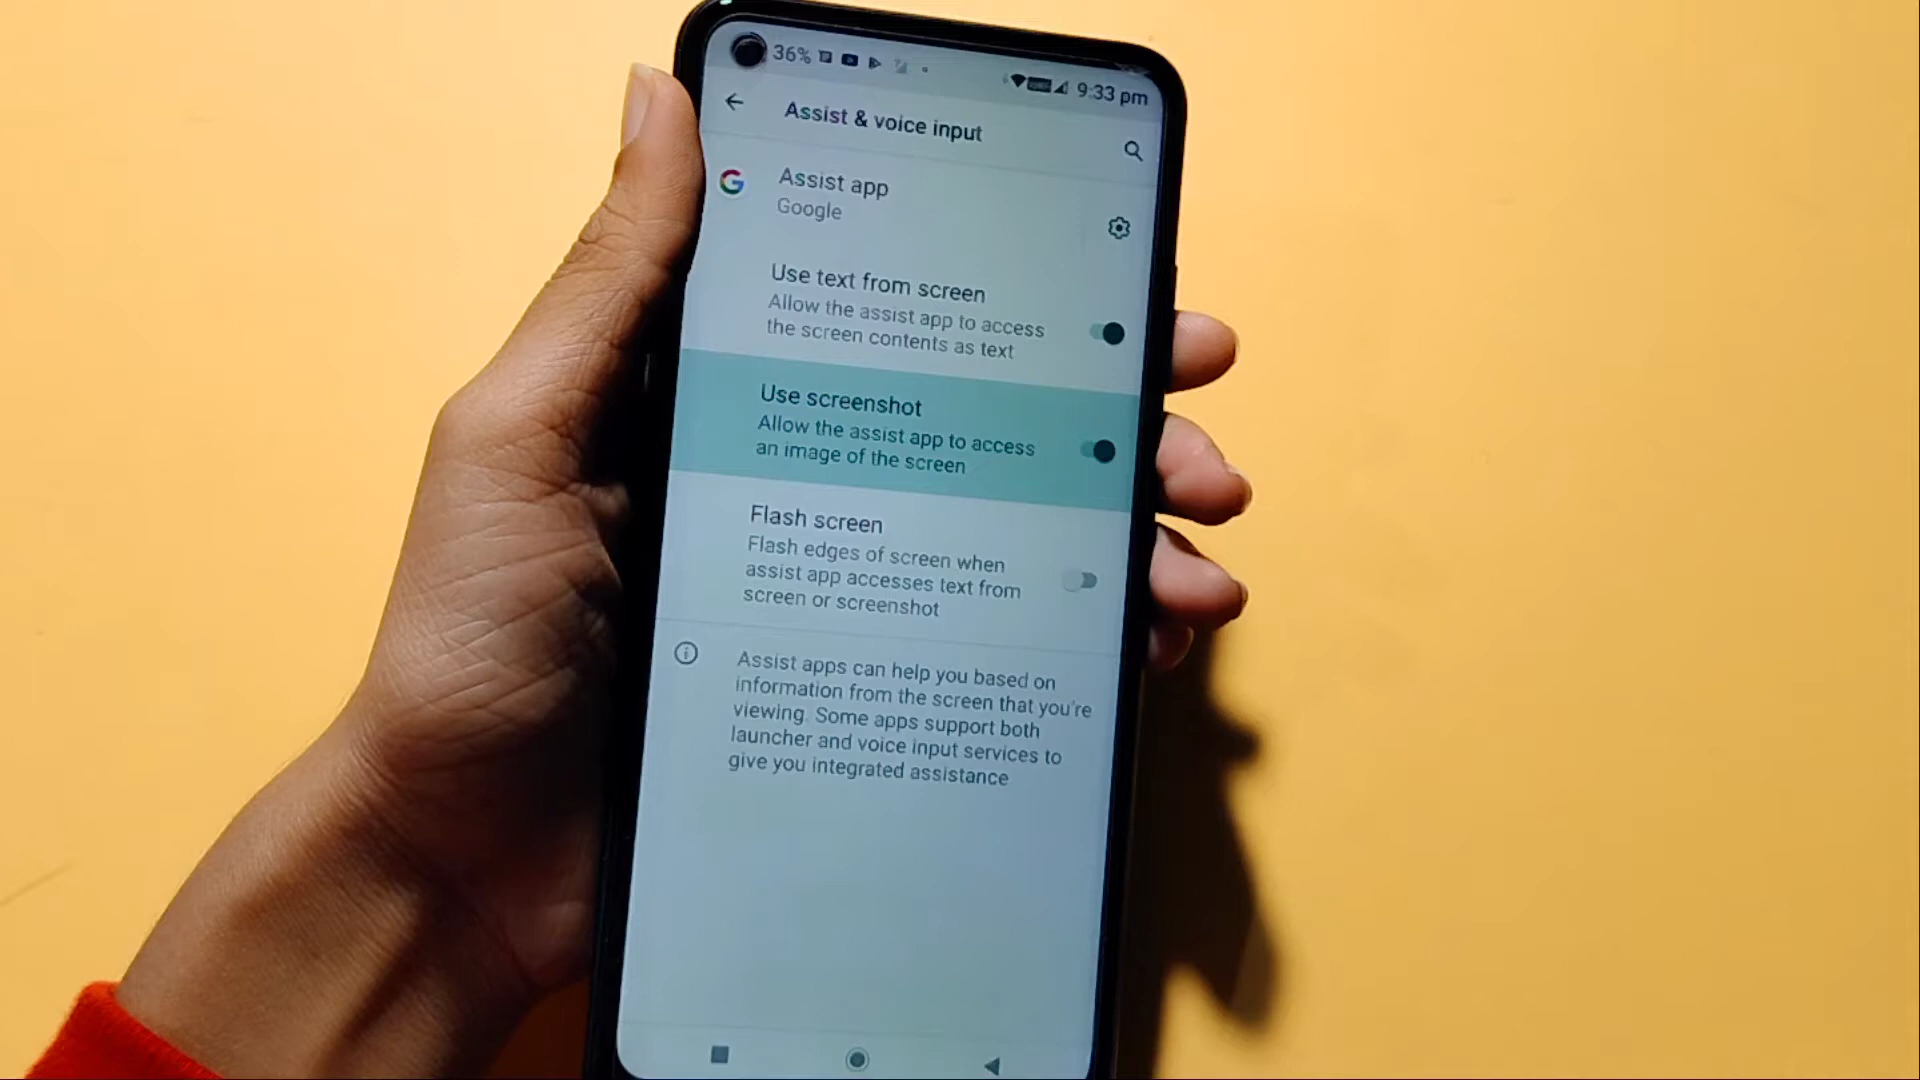 36%
9:33 pm
Assist & voice input
Assist app
Google
Use text from screen
Allow the assist app to access
the screen contents as text
Use screenshot
Allow the assist app to access
an image of the screen
Flash screen
Flash edges of screen when
assist app accesses text from
screen or screenshot
Assist apps can help you based on
information from the screen that you're
viewing. Some apps support both
launcher and voice input services to
give you integrated assistance